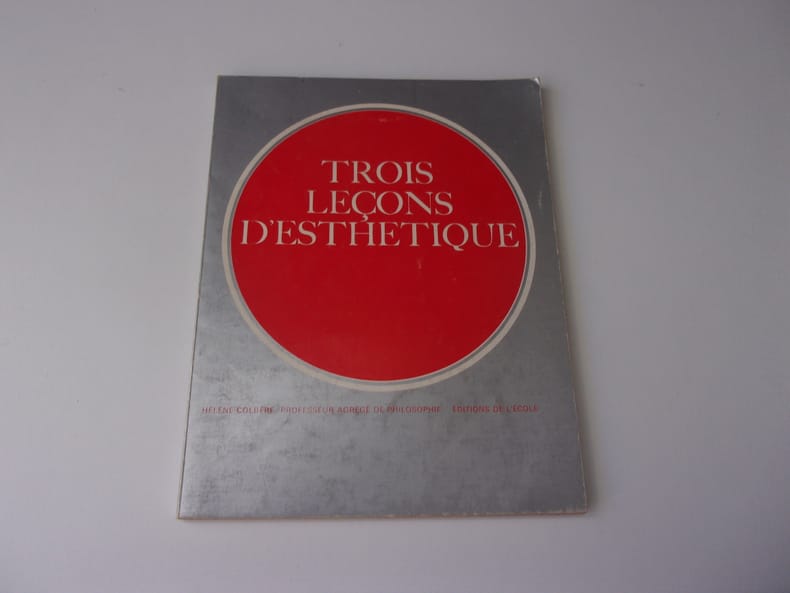 TROIS
LEÇONS
D'ESTHETIQUE
HÉLÈNE COLBÈRE PROFESSEUR AGRÉGÉ DE PHILOSOPHIE ÉDITIONS DE L'ÉCOLE